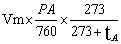 Vm × PA/760 × 273/273 + tA